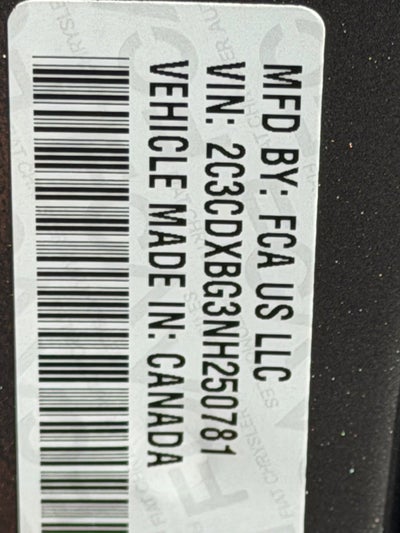 MFD BY: FCA US LLC
VIN: 2C3CDXBG3NH250781
VEHICLE MADE IN: CANADA